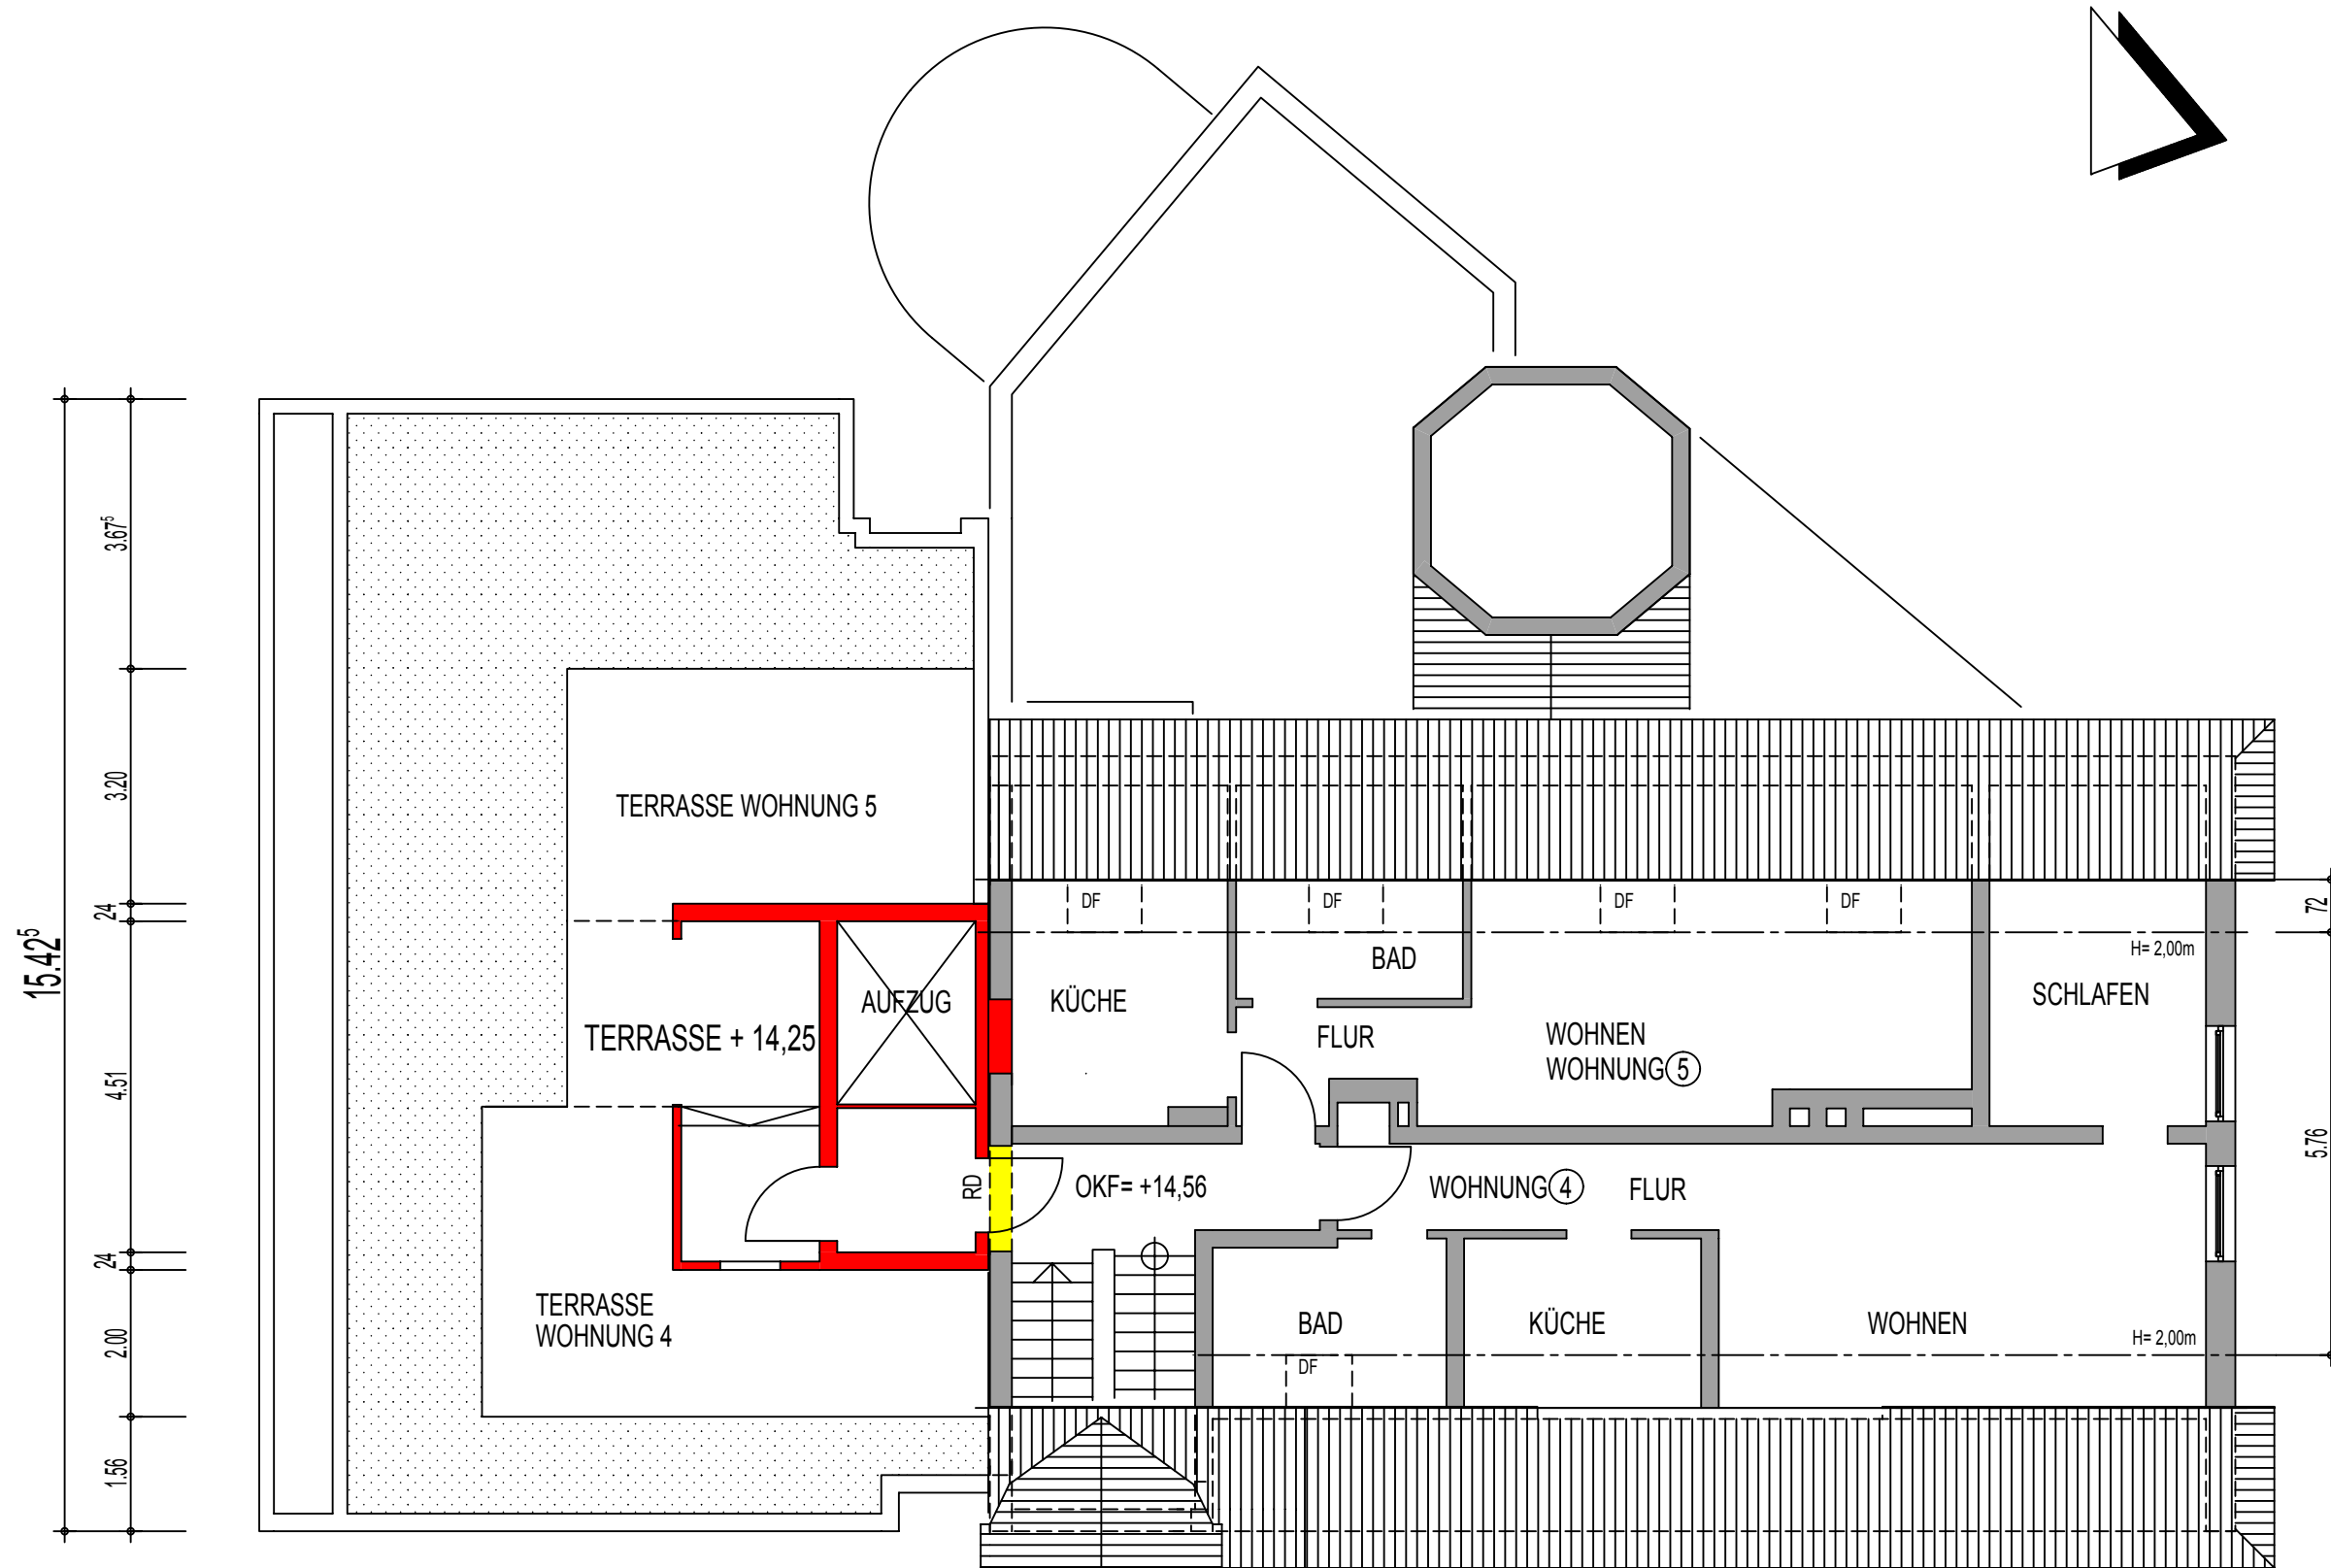 3.67⁵
3.20
24
15.42⁵
4.51
24
2.00
1.56
TERRASSE WOHNUNG 5
TERRASSE + 14,25
AUFZUG
TERRASSE
WOHNUNG 4
RD
DF
DF
DF
DF
72
H= 2,00m
BAD
KÜCHE
SCHLAFEN
FLUR
WOHNEN
WOHNUNG 5
5.76
OKF= +14,56
WOHNUNG 4
FLUR
BAD
KÜCHE
WOHNEN
H= 2,00m
DF